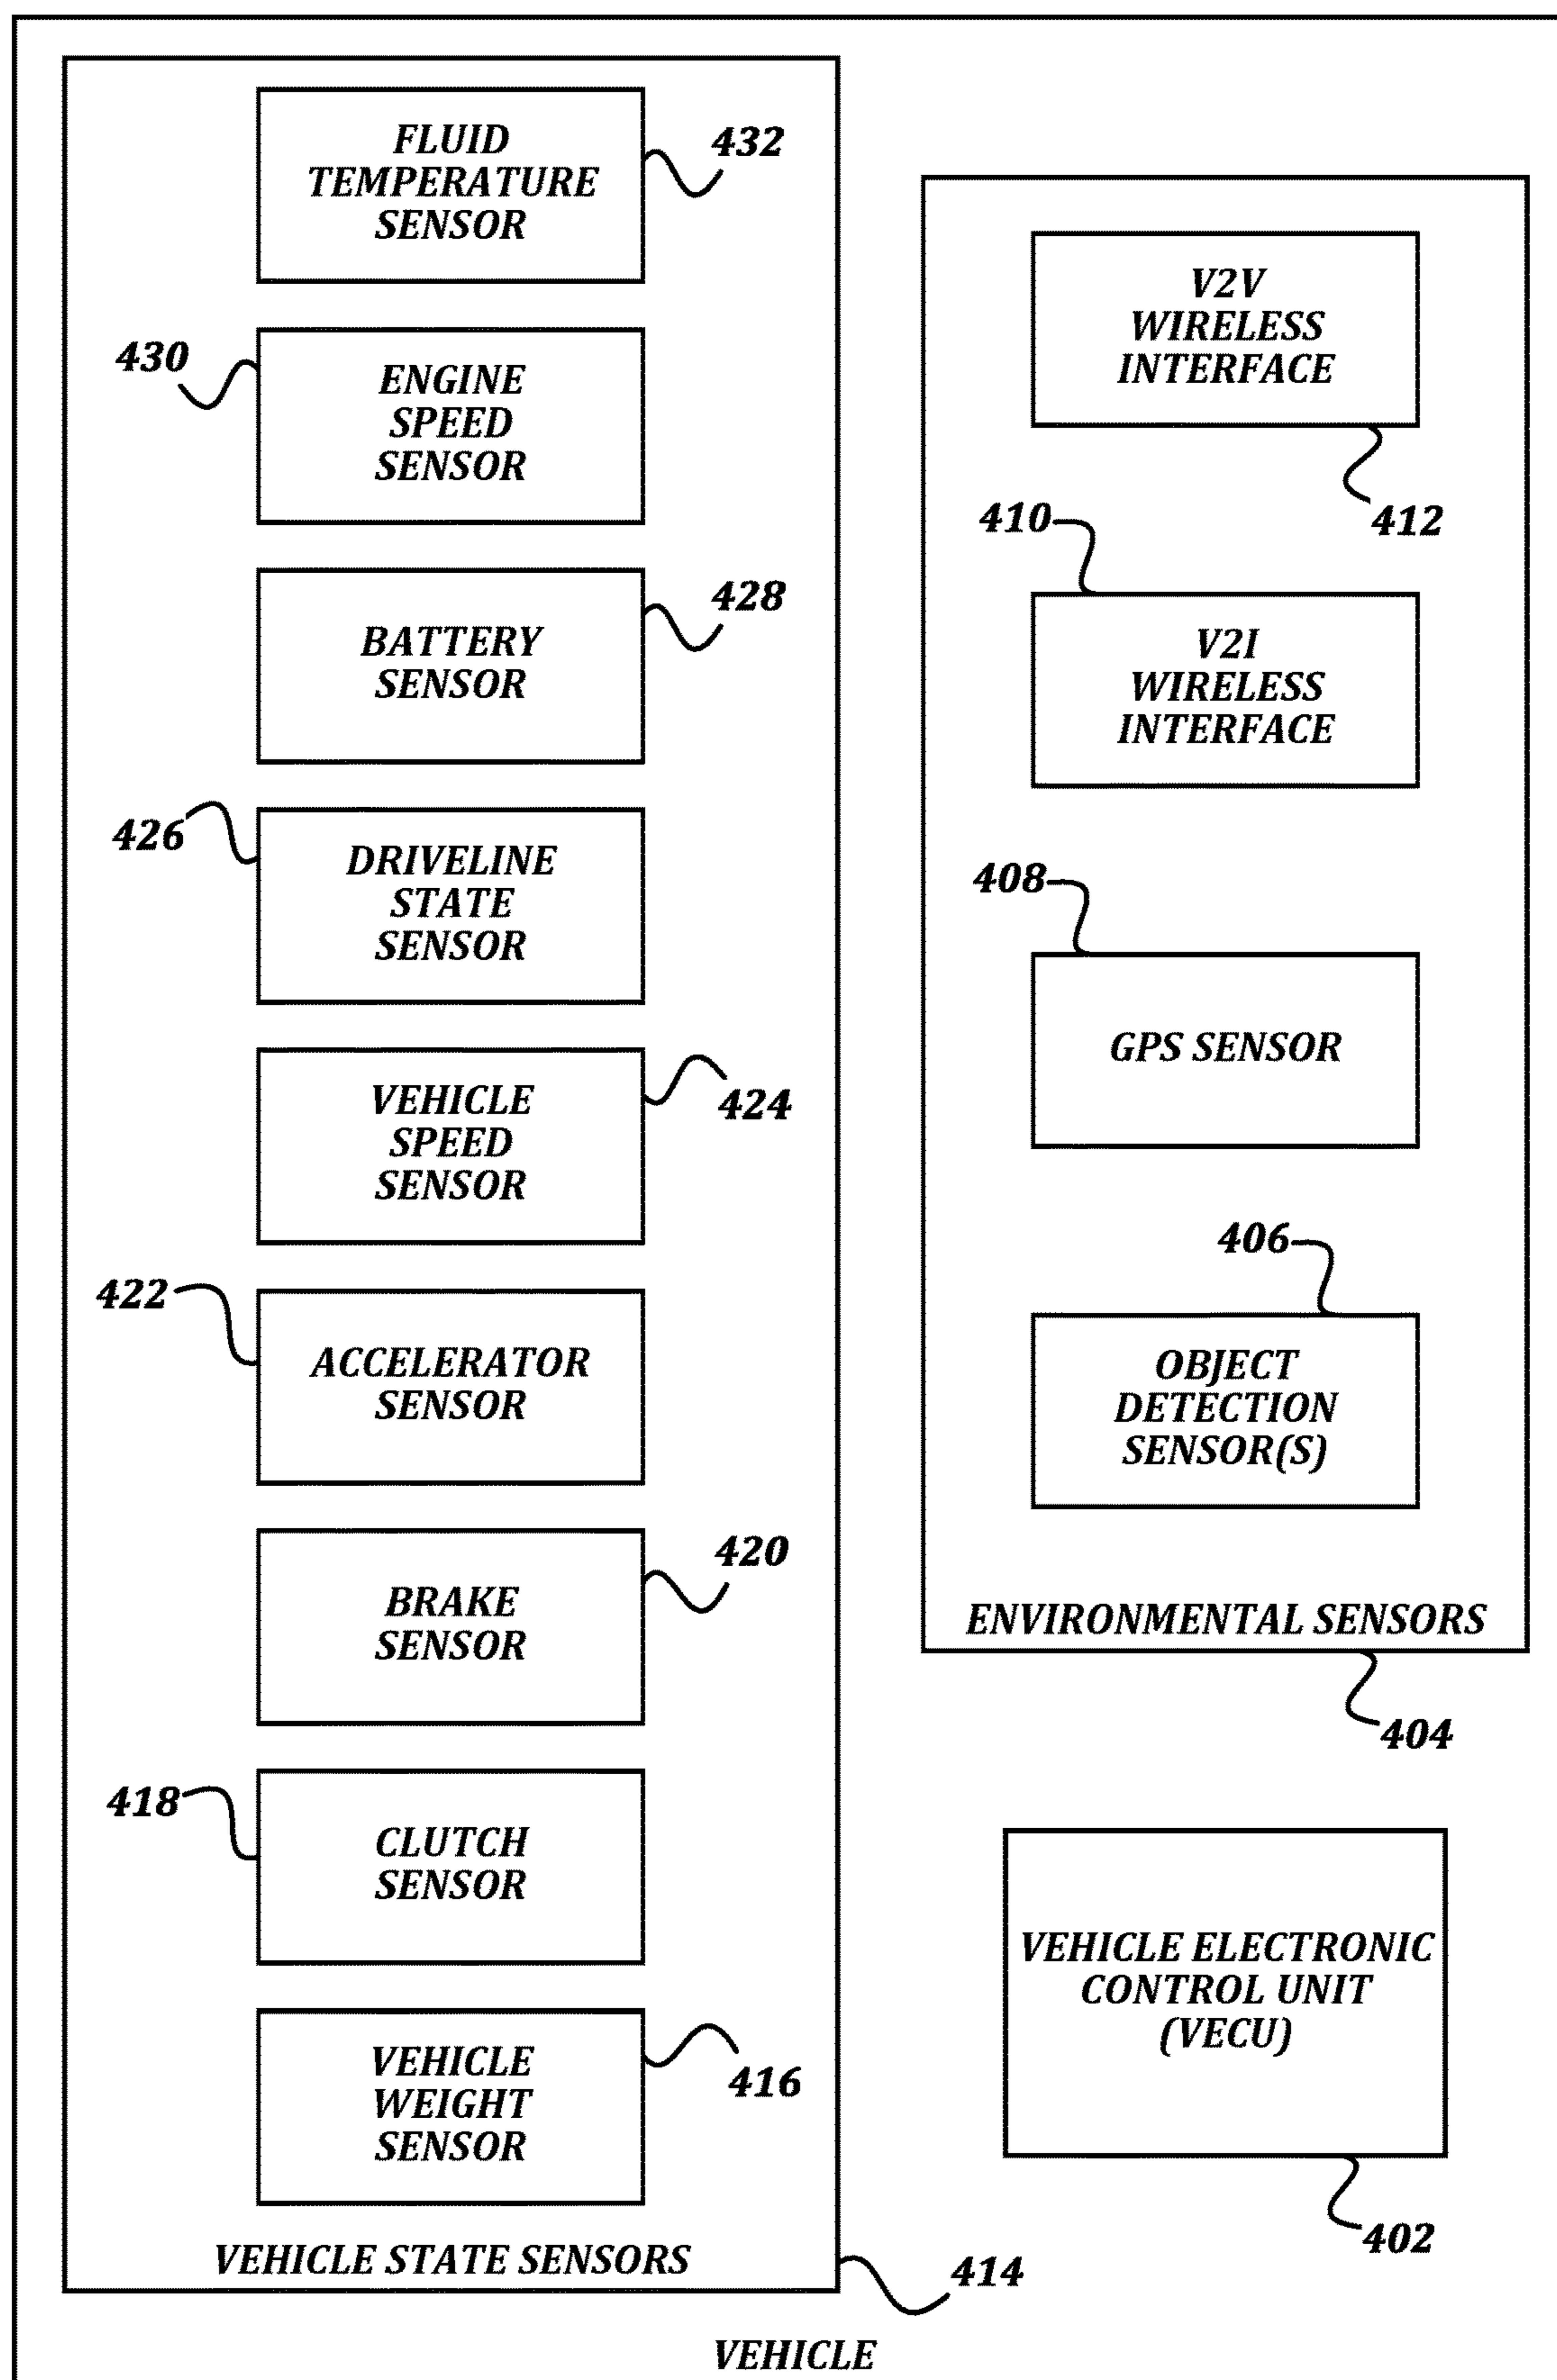 FLUID
TEMPERATURE
SENSOR
432
430
ENGINE
SPEED
SENSOR
BATTERY
SENSOR
428
426
DRIVELINE
STATE
SENSOR
VEHICLE
SPEED
SENSOR
424
422
ACCELERATOR
SENSOR
BRAKE
SENSOR
420
418
CLUTCH
SENSOR
VEHICLE
WEIGHT
SENSOR
416
VEHICLE STATE SENSORS
414
V2V
WIRELESS
INTERFACE
412
410
V2I
WIRELESS
INTERFACE
408
GPS SENSOR
406
OBJECT
DETECTION
SENSOR(S)
ENVIRONMENTAL SENSORS
404
VEHICLE ELECTRONIC
CONTROL UNIT
(VECU)
402
VEHICLE